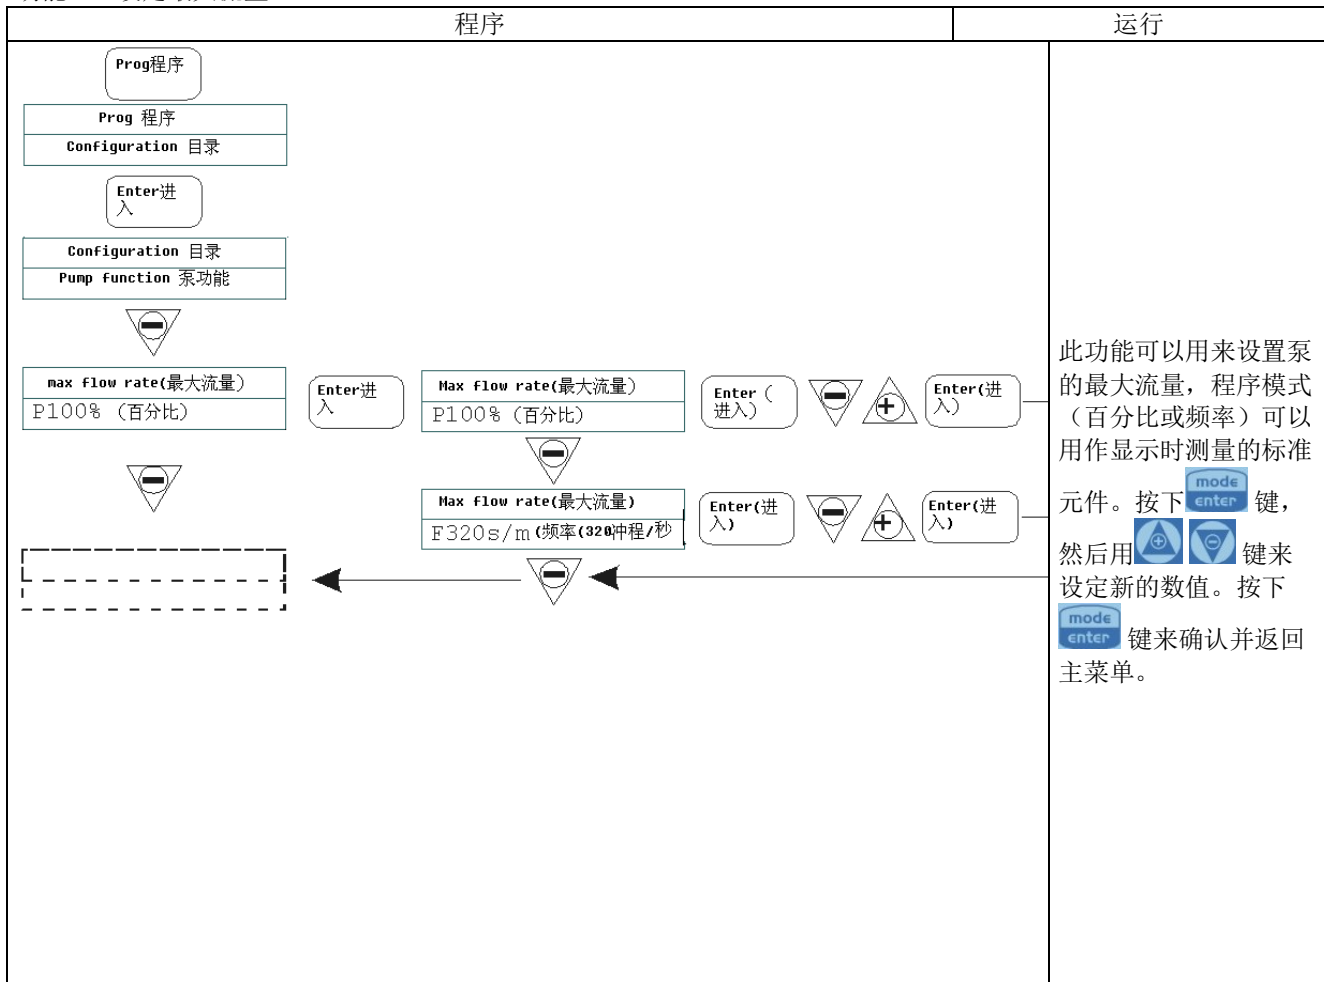 程序
运行
Prog程序
Prog 程序
Configuration 目录
Enter进
入
Configuration 目录
Pump function 泵功能
max flow rate(最大流量)
P100% (百分比)
Enter进
入
Max flow rate(最大流量)
P100% (百分比)
Enter (
进入)
Enter(进
入)
Max flow rate(最大流量)
F320s/m(频率(320冲程/秒
Enter(进
入)
Enter(进
入)
此功能可以用来设置泵
的最大流量，程序模式
（百分比或频率）可以
用作显示时测量的标准
元件。按下 mode enter 键，
然后用 键来
设定新的数值。按下
mode enter 键来确认并返回
主菜单。